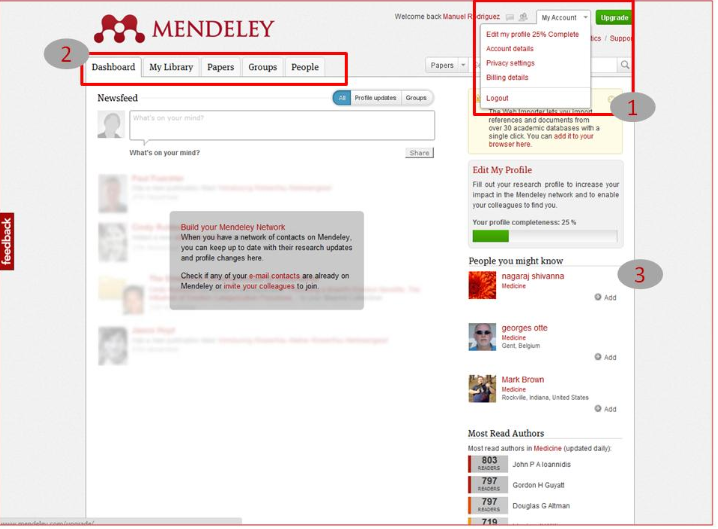 MENDELEY
Welcome back Manuel Rodriguez
My Account
Upgrade
Edit my profile 25% Complete
Account details
Privacy settings
Billing details
Logout
tics / Suppor
1
2
Dashboard
My Library
Papers
Groups
People
Papers
Newsfeed
All
Profile updates
Groups
What's on your mind?
What's on your mind?
Share
Build your Mendeley Network
When you have a network of contacts on Mendeley,
you can keep up to date with their research updates
and profile changes here.
Check if any of your e-mail contacts are already on
Mendeley or invite your colleagues to join.
feedback
The Web Importer lets you import
references and documents from
over 30 academic databases with a
single click. You can add it to your
browser here.
Edit My Profile
Fill out your research profile to increase your
impact in the Mendeley network and to enable
your colleagues to find you.
Your profile completeness: 25 %
People you might know
3
nagaraj shivanna
Medicine
Add
georges otte
Medicine
Gent, Belgium
Add
Mark Brown
Medicine
Rockville, Indiana, United States
Add
Most Read Authors
Most read authors in Medicine (updated daily):
803
READERS
John P A Ioannidis
797
READERS
Gordon H Guyatt
797
READERS
Douglas G Altman
719
www.mendeley.com/upgrade/